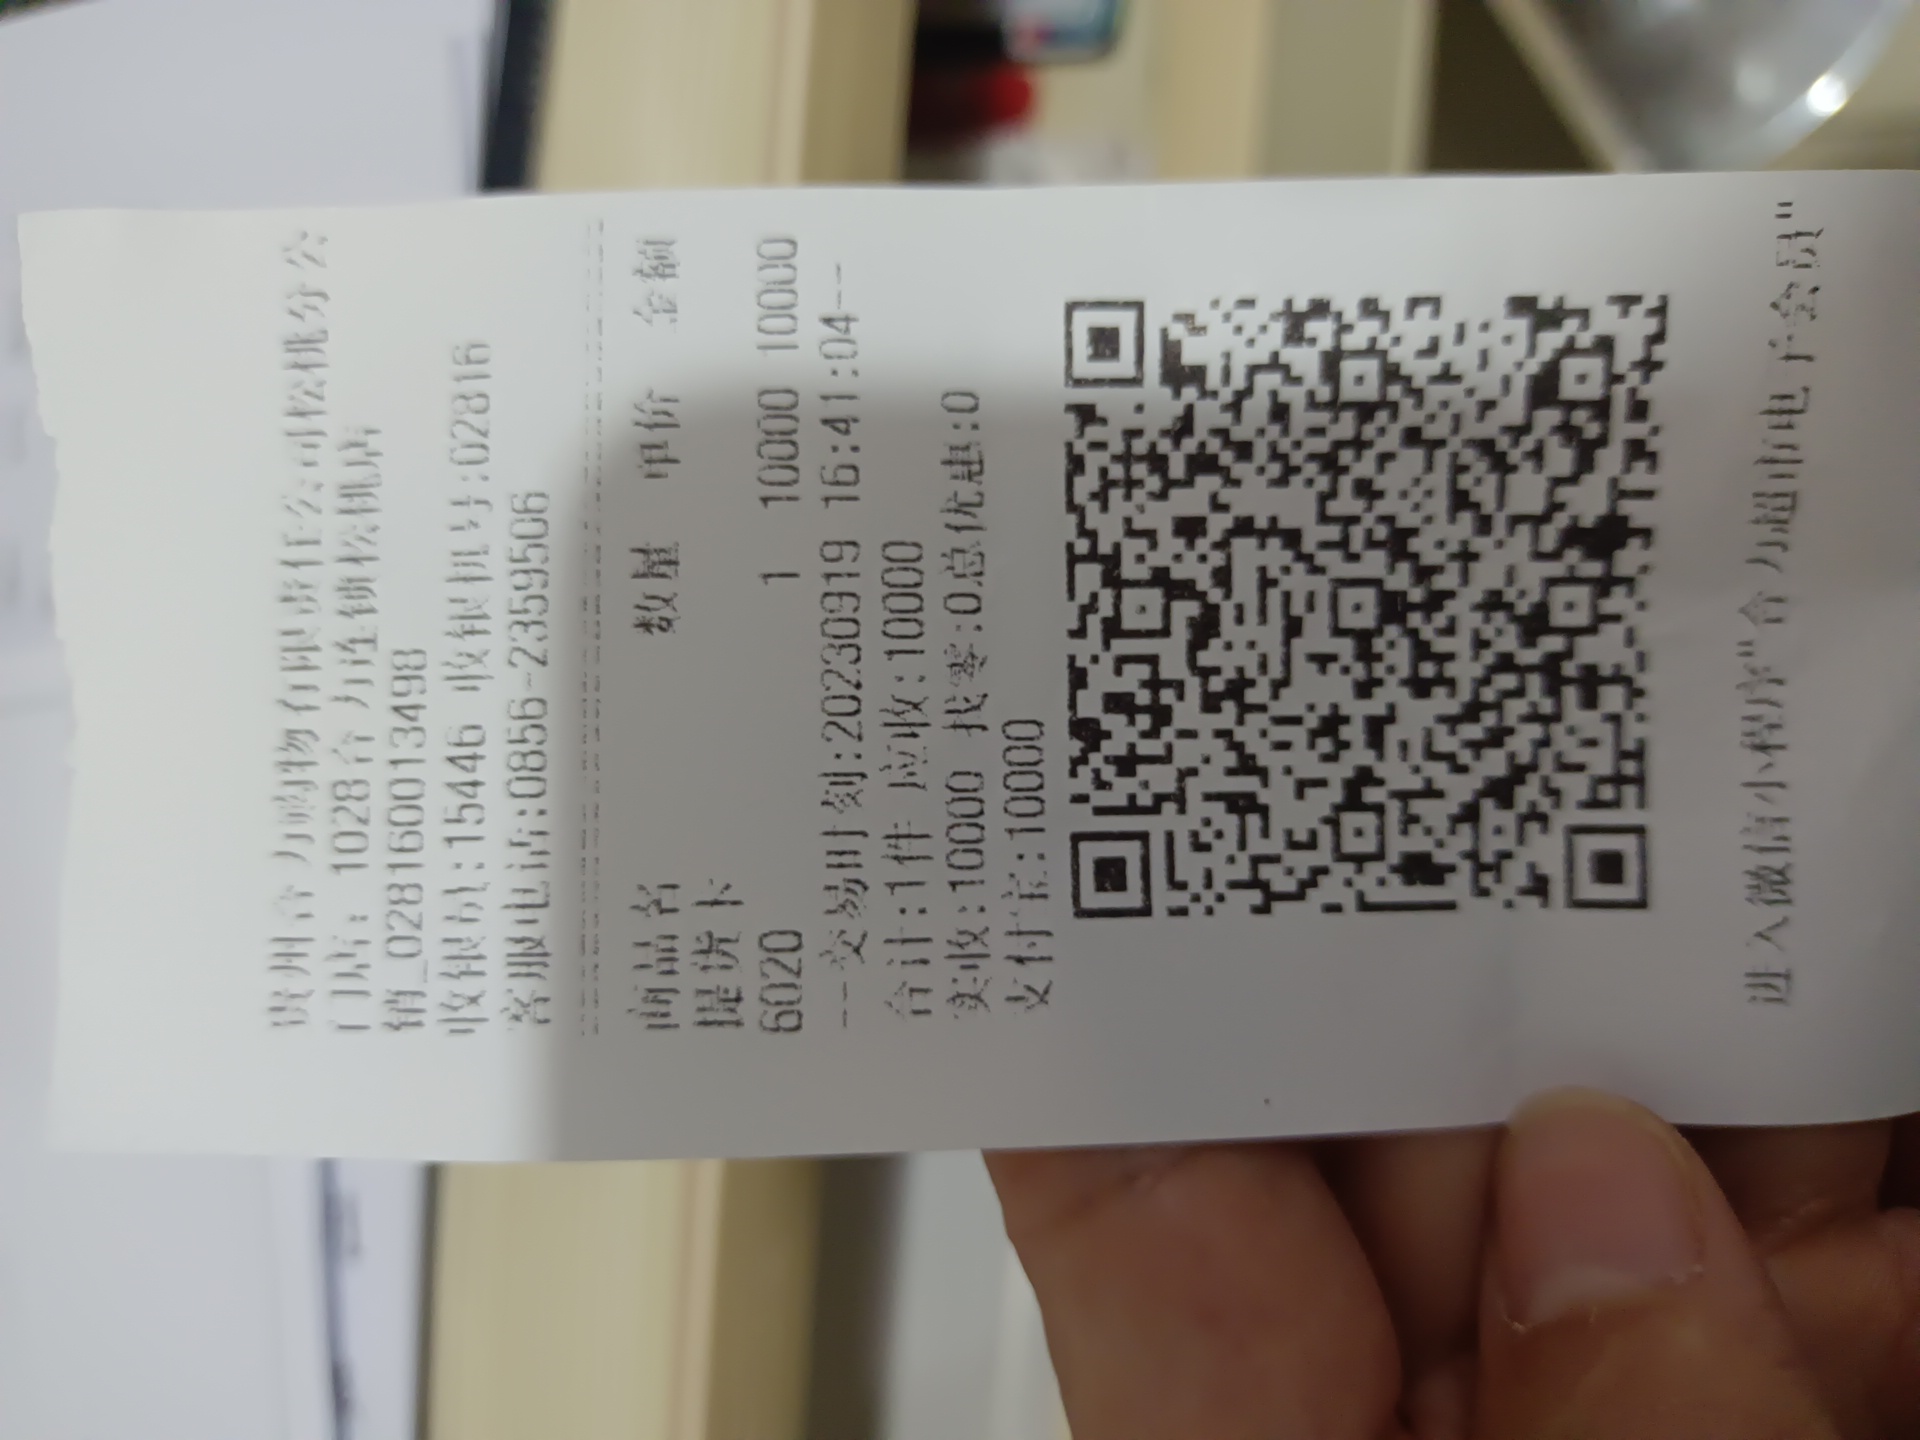 贵州合力购物有限责任公司松桃分公
门店: 1028合力连锁松桃店
销_028160013498
收银员:15446 收银机号:02816
客服电话:0856-2359506
商品名 数量 单价 金额
提货卡
6020 1 10000 10000
--交易时刻:20230919 16:41:04--
合计:1件 应收:10000
实收:10000 找零:0总优惠:0
支付宝:10000
进入微信小程序"合力超市电子会员"